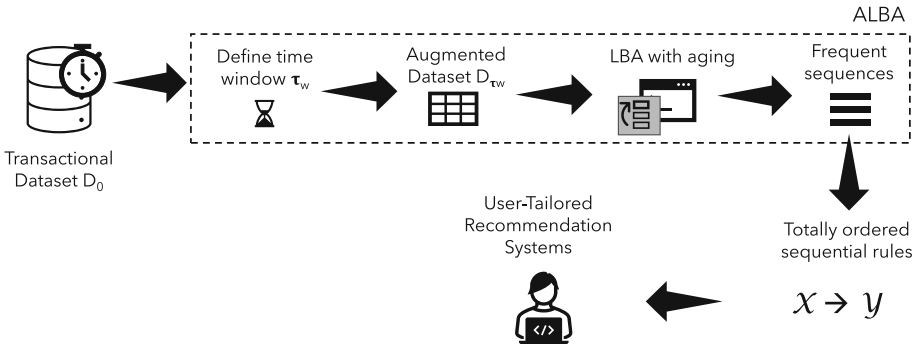 ALBA
Define time
window τw
Augmented
Dataset Dτw
LBA with aging
Frequent
sequences
Transactional
Dataset D0
User-Tailored
Recommendation
Systems
</>
Totally ordered
sequential rules
x → y